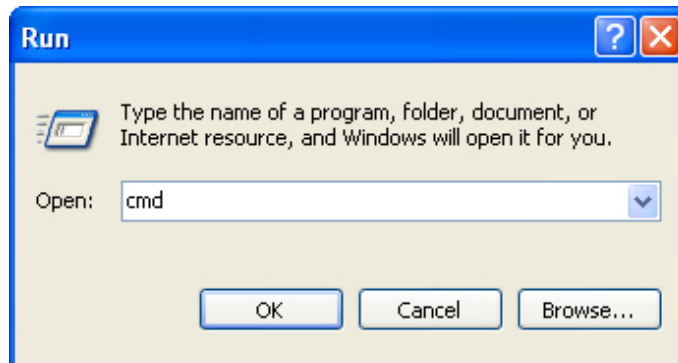 Run
Type the name of a program, folder, document, or
Internet resource, and Windows will open it for you.
Open: cmd
OK Cancel Browse...